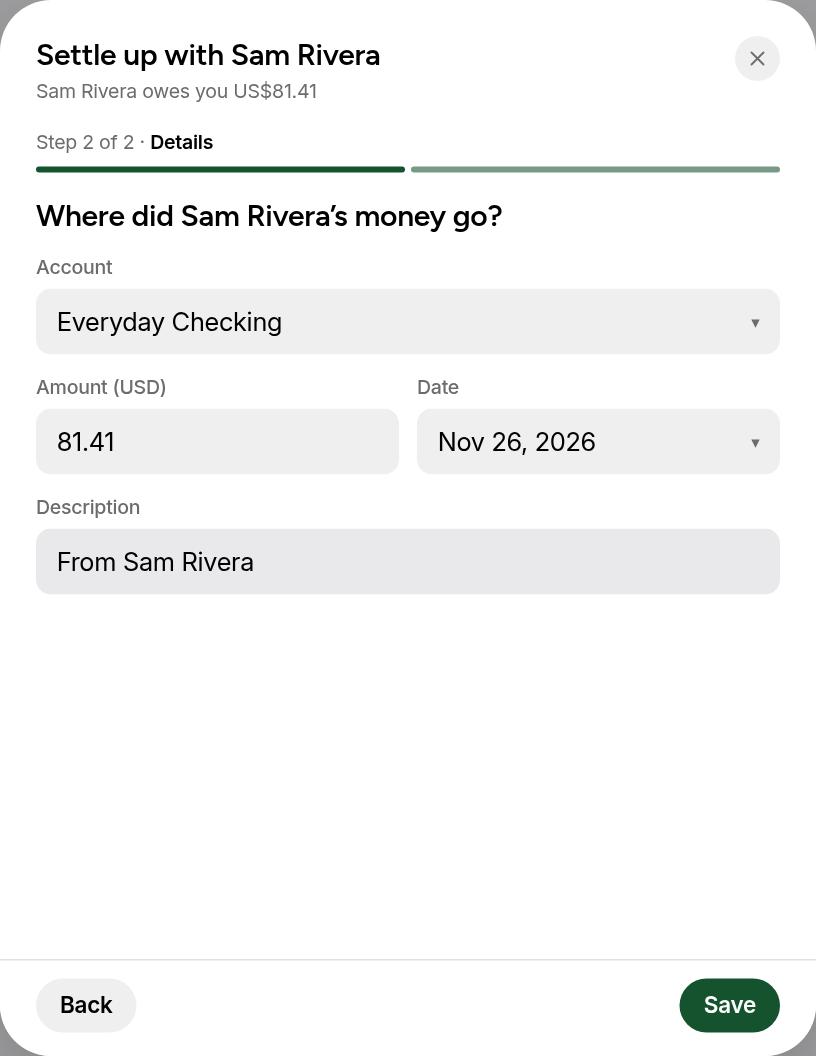 Settle up with Sam Rivera
Sam Rivera owes you US$81.41
Step 2 of 2 · Details
Where did Sam Rivera’s money go?
Account
Everyday Checking
Amount (USD)
Date
81.41
Nov 26, 2026
Description
From Sam Rivera
Back
Save